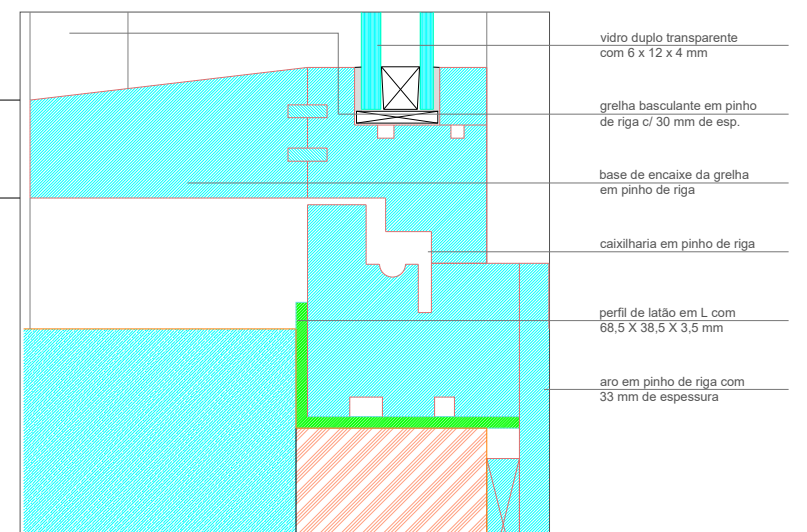 vidro duplo transparente
com 6 x 12 x 4 mm
grelha basculante em pinho
de riga c/ 30 mm de esp.
base de encaixe da grelha
em pinho de riga
caixilharia em pinho de riga
perfil de latão em L com
68,5 X 38,5 X 3,5 mm
aro em pinho de riga com
33 mm de espessura